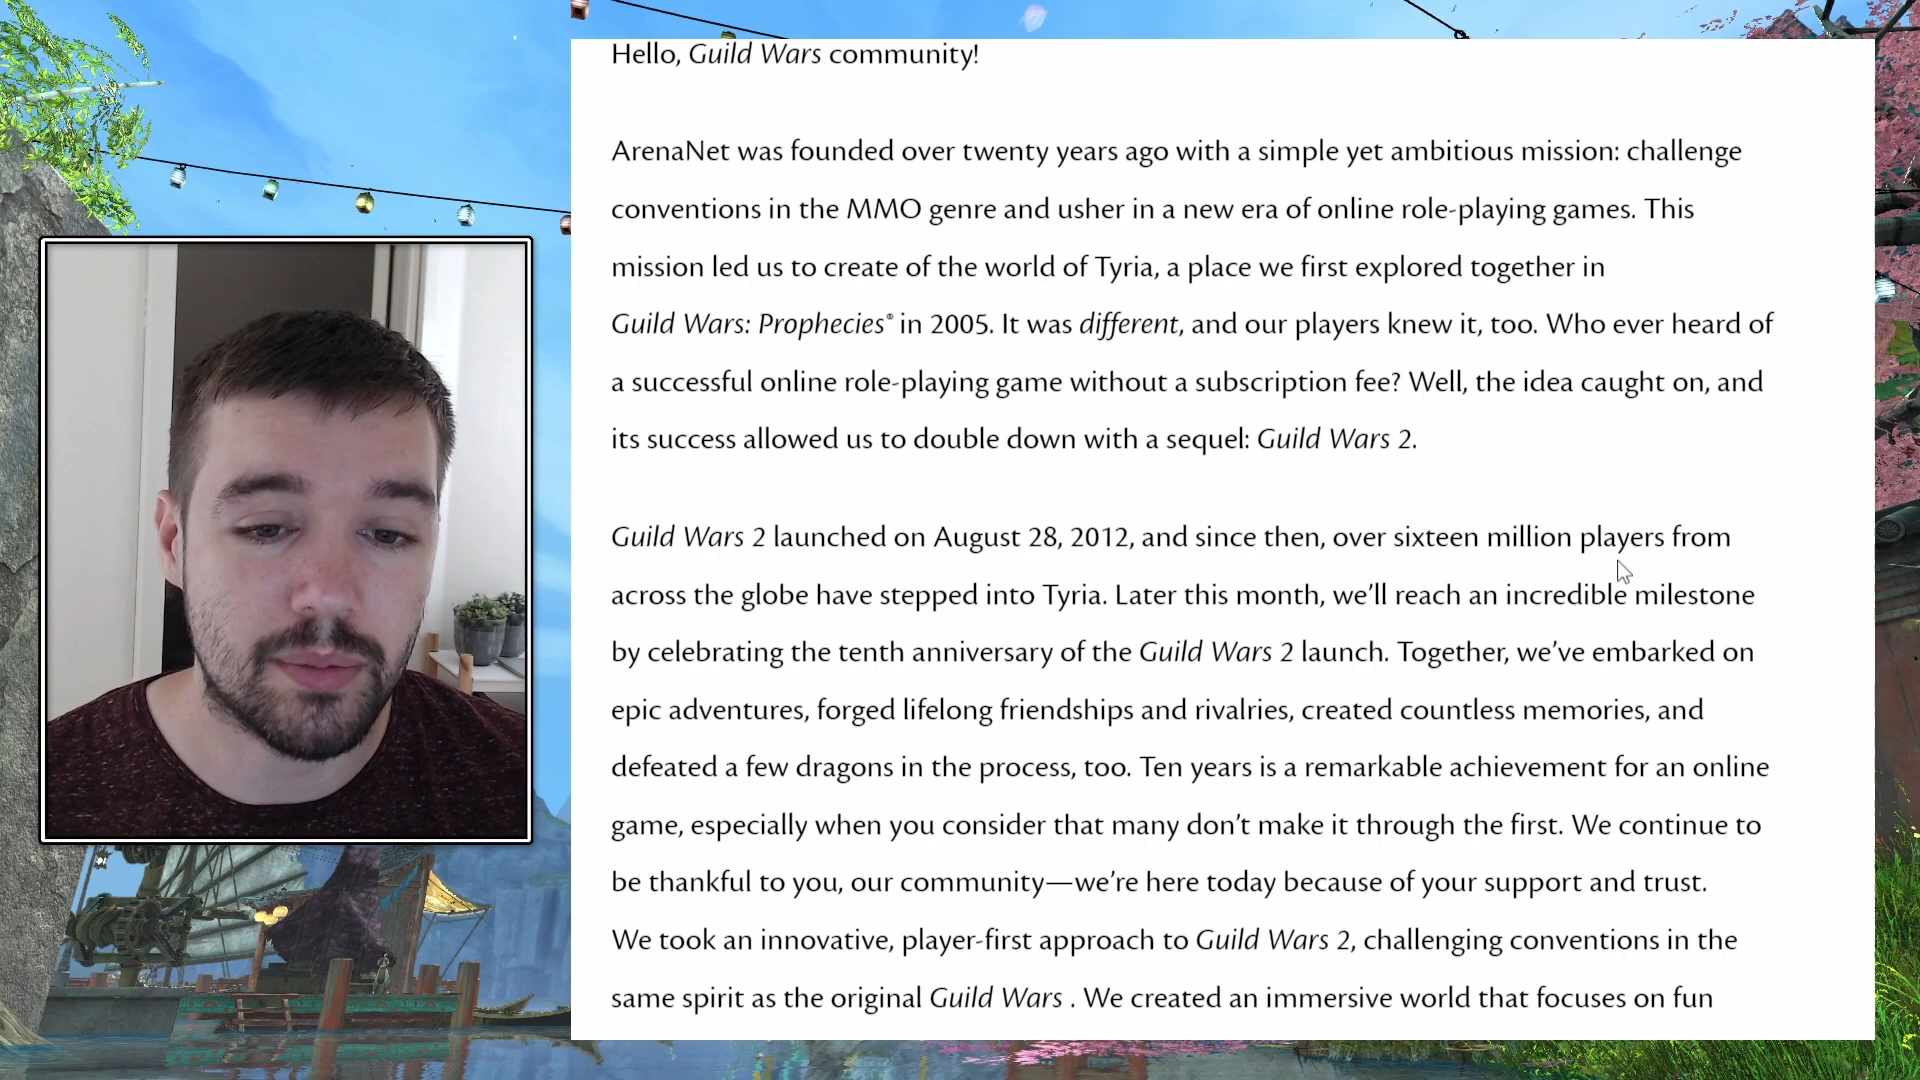 Hello, Guild Wars community!
ArenaNet was founded over twenty years ago with a simple yet ambitious mission: challenge
conventions in the MMO genre and usher in a new era of online role-playing games. This
mission led us to create of the world of Tyria, a place we first explored together in
Guild Wars: Prophecies® in 2005. It was different, and our players knew it, too. Who ever heard of
a successful online role-playing game without a subscription fee? Well, the idea caught on, and
its success allowed us to double down with a sequel: Guild Wars 2.
Guild Wars 2 launched on August 28, 2012, and since then, over sixteen million players from
across the globe have stepped into Tyria. Later this month, we’ll reach an incredible milestone
by celebrating the tenth anniversary of the Guild Wars 2 launch. Together, we’ve embarked on
epic adventures, forged lifelong friendships and rivalries, created countless memories, and
defeated a few dragons in the process, too. Ten years is a remarkable achievement for an online
game, especially when you consider that many don’t make it through the first. We continue to
be thankful to you, our community—we’re here today because of your support and trust.
We took an innovative, player-first approach to Guild Wars 2, challenging conventions in the
same spirit as the original Guild Wars . We created an immersive world that focuses on fun